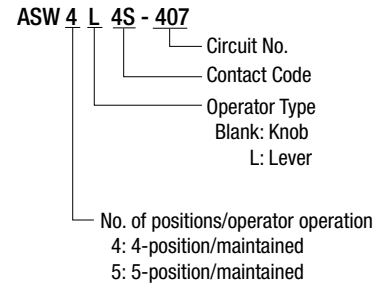 ASW 4 L 4S - 407
Circuit No.
Contact Code
Operator Type
Blank: Knob
L: Lever
No. of positions/operator operation
4: 4-position/maintained
5: 5-position/maintained